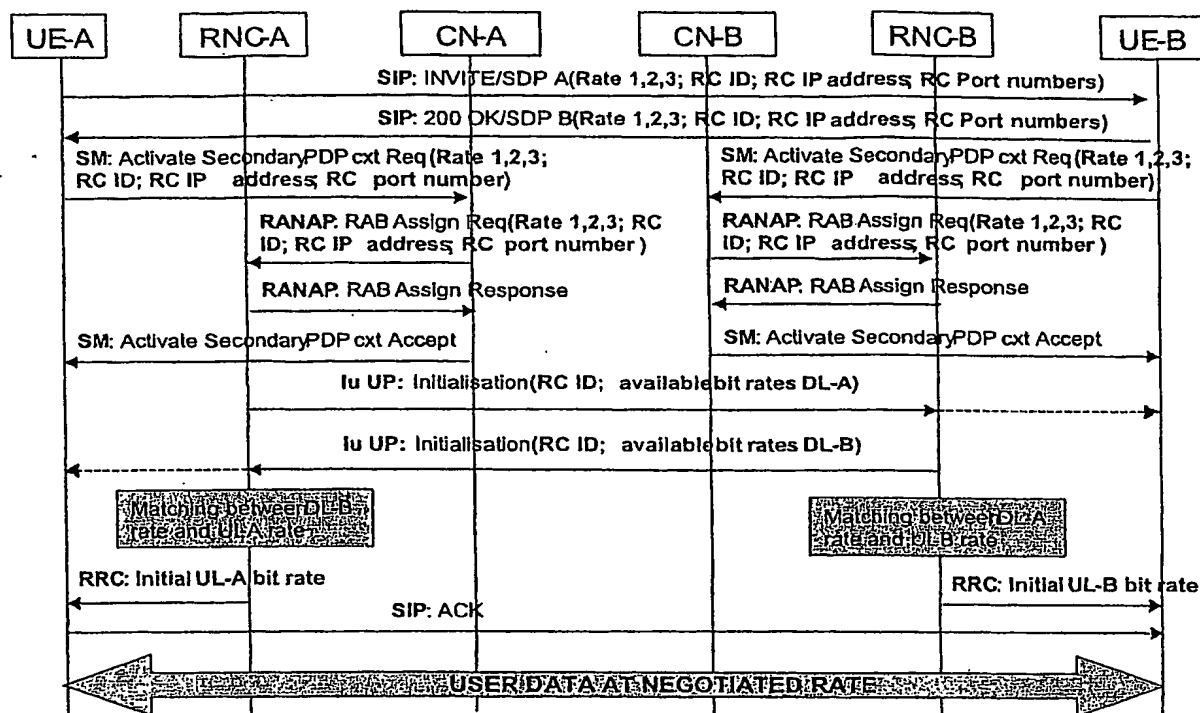 UE-A RNC-A CN-A CN-B RNC-B UE-B
SIP: INVITE/SDP A(Rate 1,2,3; RC ID; RC IP address; RC Port numbers)
SIP: 200 OK/SDP B(Rate 1,2,3; RC ID; RC IP address; RC Port numbers)
SM: Activate SecondaryPDP cxt Req(Rate 1,2,3;
RC ID; RC IP address; RC port number)
SM: Activate SecondaryPDP cxt Req(Rate 1,2,3;
RC ID; RC IP address; RC port number)
RANAP: RAB Assign Req(Rate 1,2,3; RC
ID; RC IP address; RC port number)
RANAP: RAB Assign Req(Rate 1,2,3; RC
ID; RC IP address; RC port number)
RANAP: RAB Assign Response
RANAP: RAB Assign Response
SM: Activate SecondaryPDP cxt Accept
SM: Activate SecondaryPDP cxt Accept
Iu UP: Initialisation(RC ID; available bit rates DL-A)
Iu UP: Initialisation(RC ID; available bit rates DL-B)
Matching between DL-B
rate and UL-A rate
Matching between DL-A
rate and UL-B rate
RRC: Initial UL-A bit rate
RRC: Initial UL-B bit rate
SIP: ACK
USER DATA AT NEGOTIATED RATE